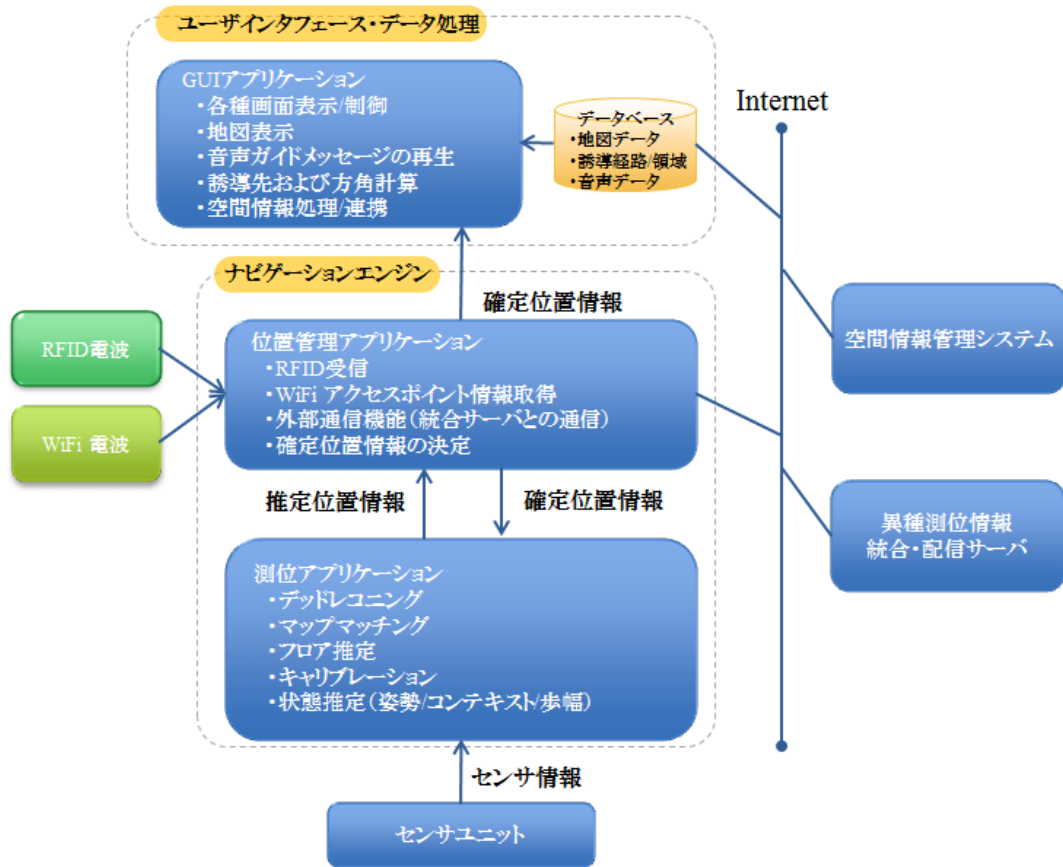 ユーザインタフェース・データ処理
GUIアプリケーション
・各種画面表示/制御
・地図表示
・音声ガイドメッセージの再生
・誘導先および方角計算
・空間情報処理/連携
データベース
・地図データ
・誘導経路/領域
・音声データ
Internet
ナビゲーションエンジン
確定位置情報
RFID電波
WiFi 電波
位置管理アプリケーション
・RFID受信
・WiFi アクセスポイント情報取得
・外部通信機能（統合サーバとの通信）
・確定位置情報の決定
空間情報管理システム
推定位置情報
確定位置情報
異種測位情報
統合・配信サーバ
測位アプリケーション
・デッドレコニング
・マップマッチング
・フロア推定
・キャリブレーション
・状態推定（姿勢/コンテキスト/歩幅）
センサ情報
センサユニット